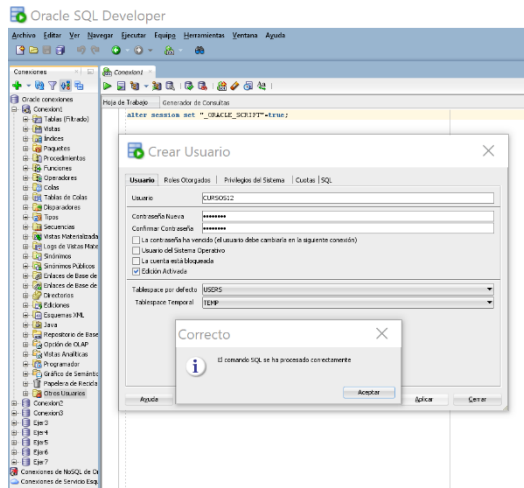 Oracle SQL Developer
Archivo Editar Ver Navegar Ejecutar Equipo Herramientas Ventana Ayuda
Conexiones
Conexion1
Hoja de Trabajo Generador de Consultas
alter session set "_ORACLE_SCRIPT"=true;
Oracle conexiones
Conexion1
Tablas (Filtrado)
Vistas
Índices
Paquetes
Procedimientos
Funciones
Operadores
Colas
Tablas de Colas
Disparadores
Tipos
Secuencias
Vistas Materializada
Logs de Vistas Mate
Sinónimos
Sinónimos Públicos
Enlaces de Base de
Enlaces de Base de
Directorios
Ediciones
Esquemas XML
Java
Repositorio de Base
Opción de OLAP
Vistas Analíticas
Programador
Gráfico de Semántic
Papelera de Recicla
Otros Usuarios
Conexion2
Conexion3
Ejer3
Ejer4
Ejer5
Ejer6
Ejer7
Conexiones de NoSQL de Or
Conexiones de Servicio Esqu
Crear Usuario
Usuario Roles Otorgados Privilegios del Sistema Cuotas SQL
Usuario CURSOS12
Contraseña Nueva ••••••••
Confirmar Contraseña ••••••••
La contraseña ha vencido (el usuario debe cambiarla en la siguiente conexión)
Usuario del Sistema Operativo
La cuenta está bloqueada
Edición Activada
Tablespace por defecto USERS
Tablespace Temporal TEMP
Correcto
El comando SQL se ha procesado correctamente
Aceptar
Ayuda Aplicar Cerrar